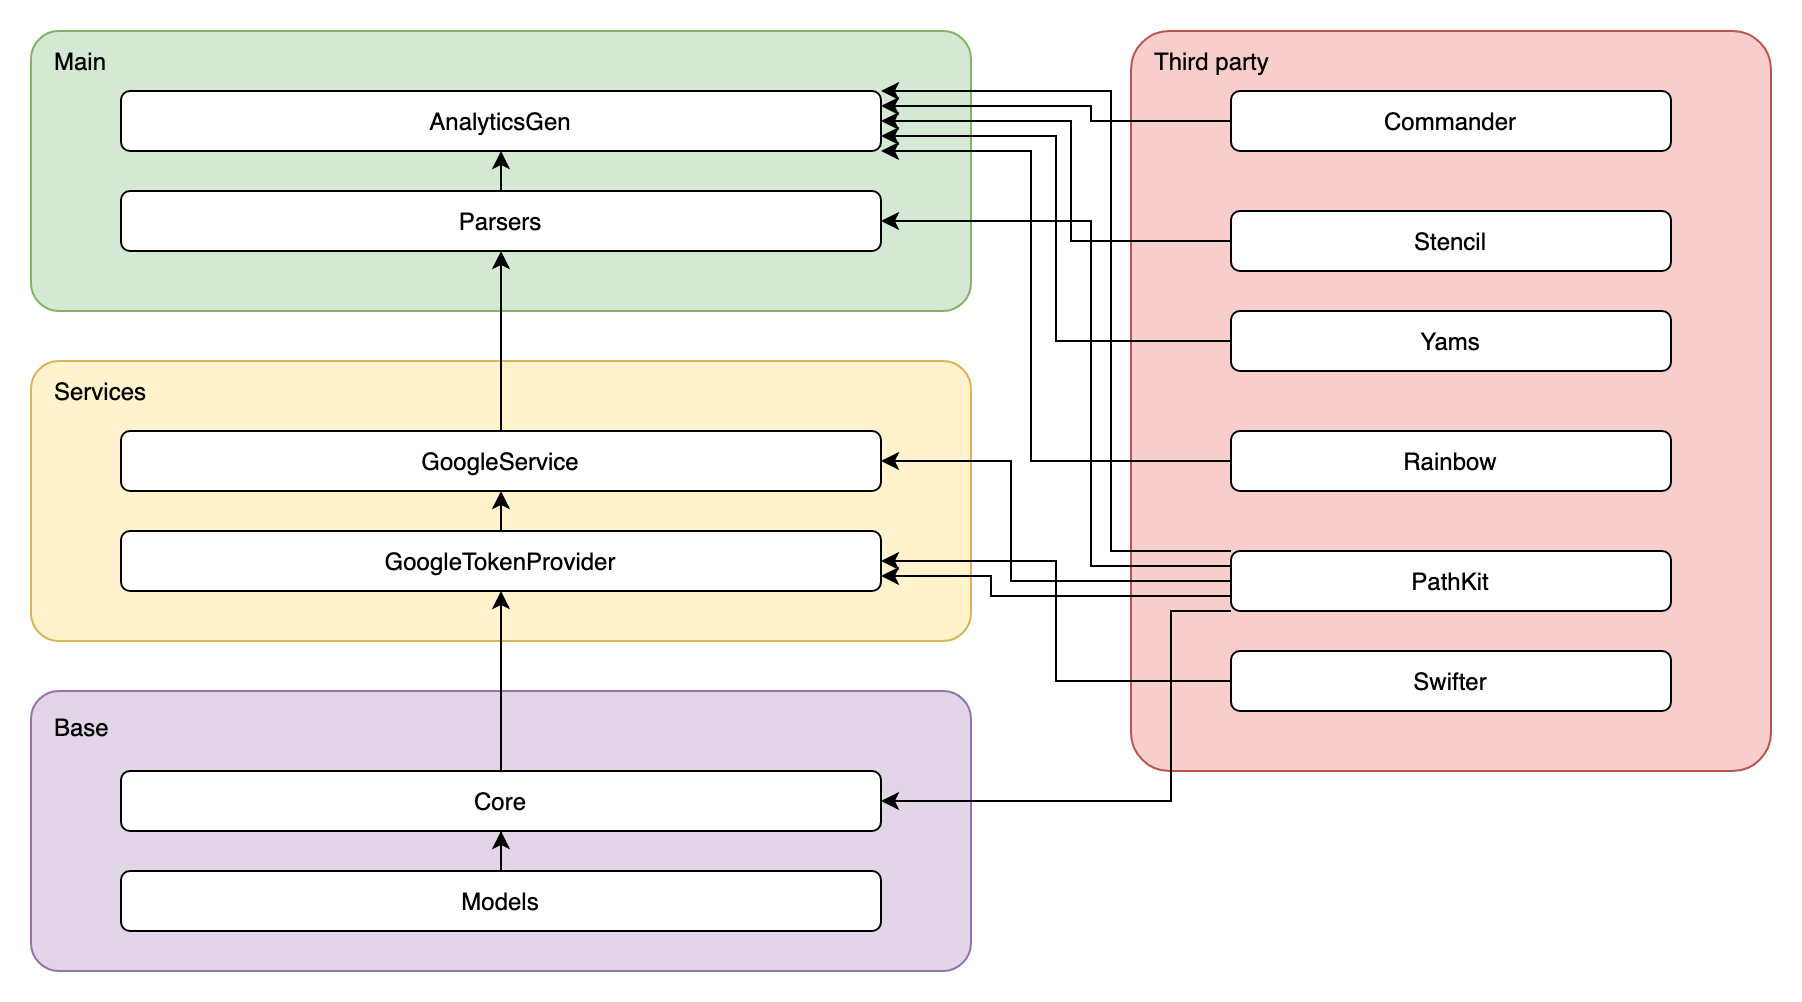 Main
AnalyticsGen
Parsers
Services
GoogleService
GoogleTokenProvider
Base
Core
Models
Third party
Commander
Stencil
Yams
Rainbow
PathKit
Swifter